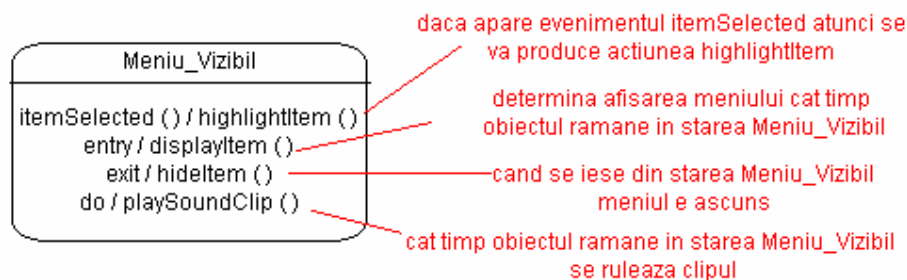 daca apare evenimentul itemSelected atunci se
va produce actiunea highlightItem
Meniu_Vizibil
itemSelected () / highlightItem ()
entry / displayItem ()
exit / hideItem ()
do / playSoundClip ()
determina afisarea meniului cat timp
obiectul ramane in starea Meniu_Vizibil
cand se iese din starea Meniu_Vizibil
meniul e ascuns
cat timp obiectul ramane in starea Meniu_Vizibil
se ruleaza clipul